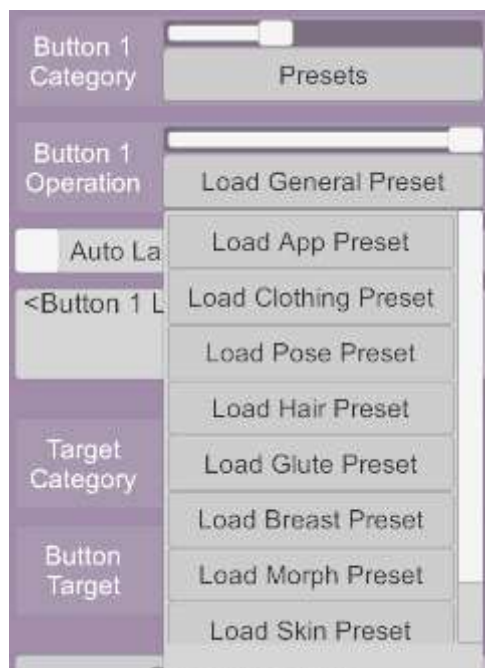 Button 1
Category
Presets
Button 1
Operation
Load General Preset
Load App Preset
Auto La
Load Clothing Preset
<Button 1 L
Load Pose Preset
Load Hair Preset
Target
Category
Load Glute Preset
Load Breast Preset
Button
Target
Load Morph Preset
Load Skin Preset